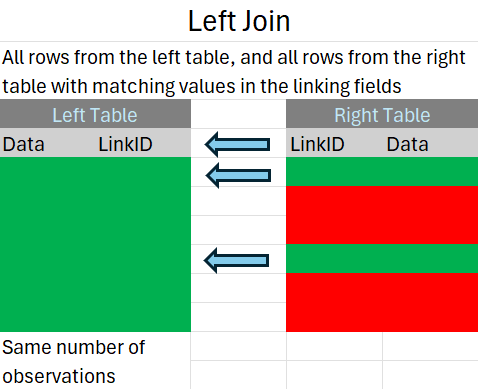 Left Join
All rows from the left table, and all rows from the right
table with matching values in the linking fields
Left Table
Right Table
Data LinkID
LinkID Data
Same number of
observations